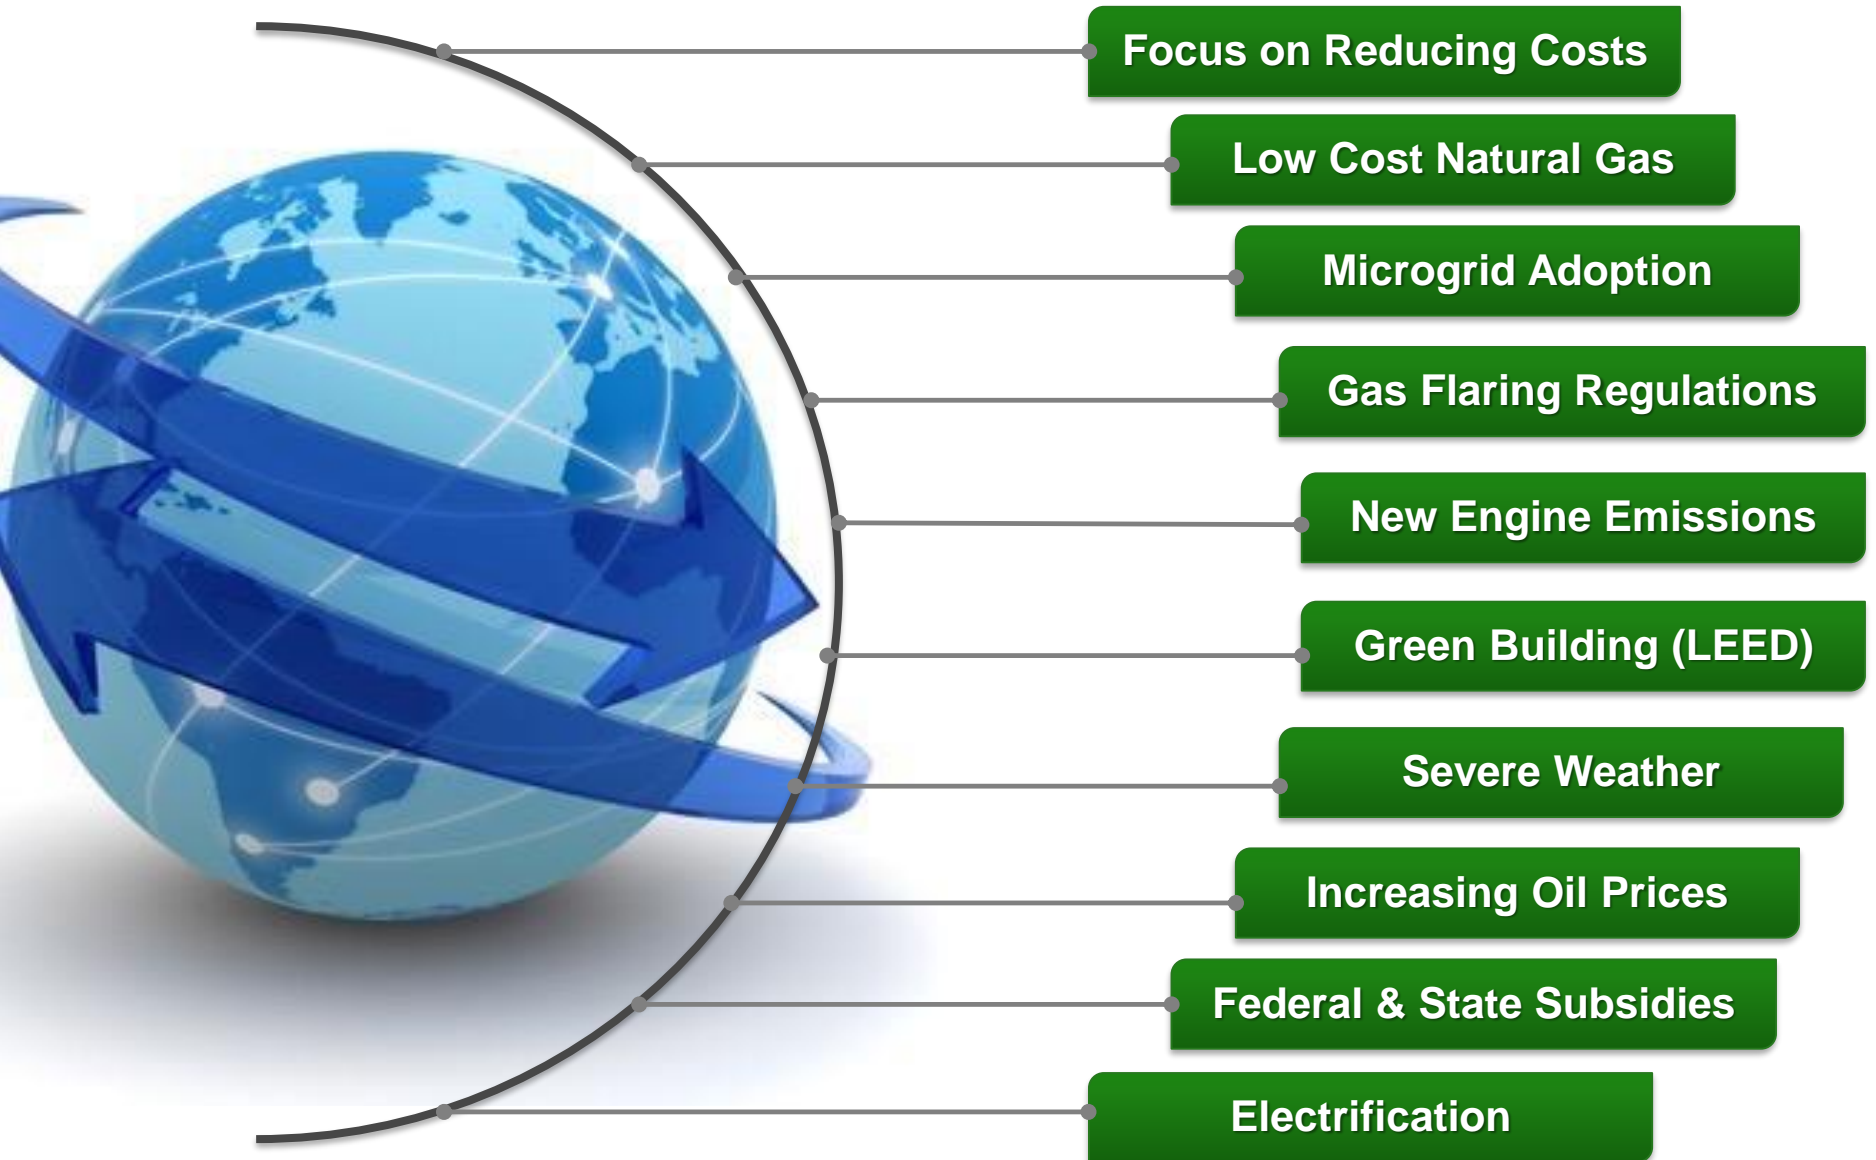 Focus on Reducing Costs
Low Cost Natural Gas
Microgrid Adoption
Gas Flaring Regulations
New Engine Emissions
Green Building (LEED)
Severe Weather
Increasing Oil Prices
Federal & State Subsidies
Electrification